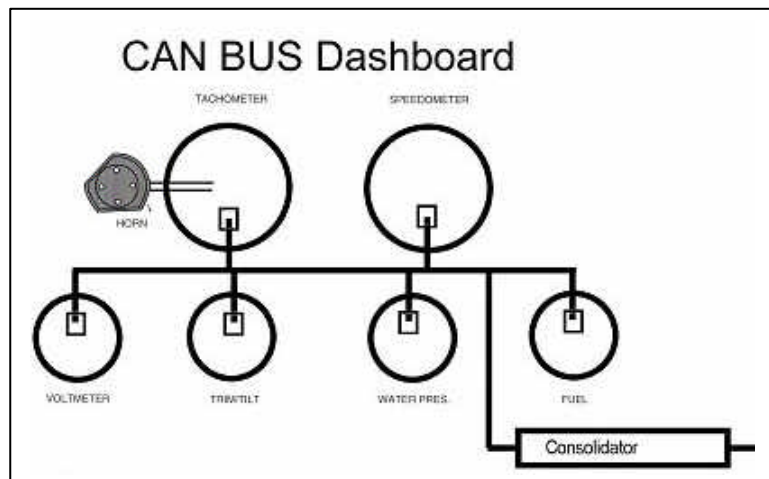 CAN BUS Dashboard
TACHOMETER
SPEEDOMETER
HORN
VOLTMETER
TRIM/TILT
WATER PRES.
FUEL
Consolidator